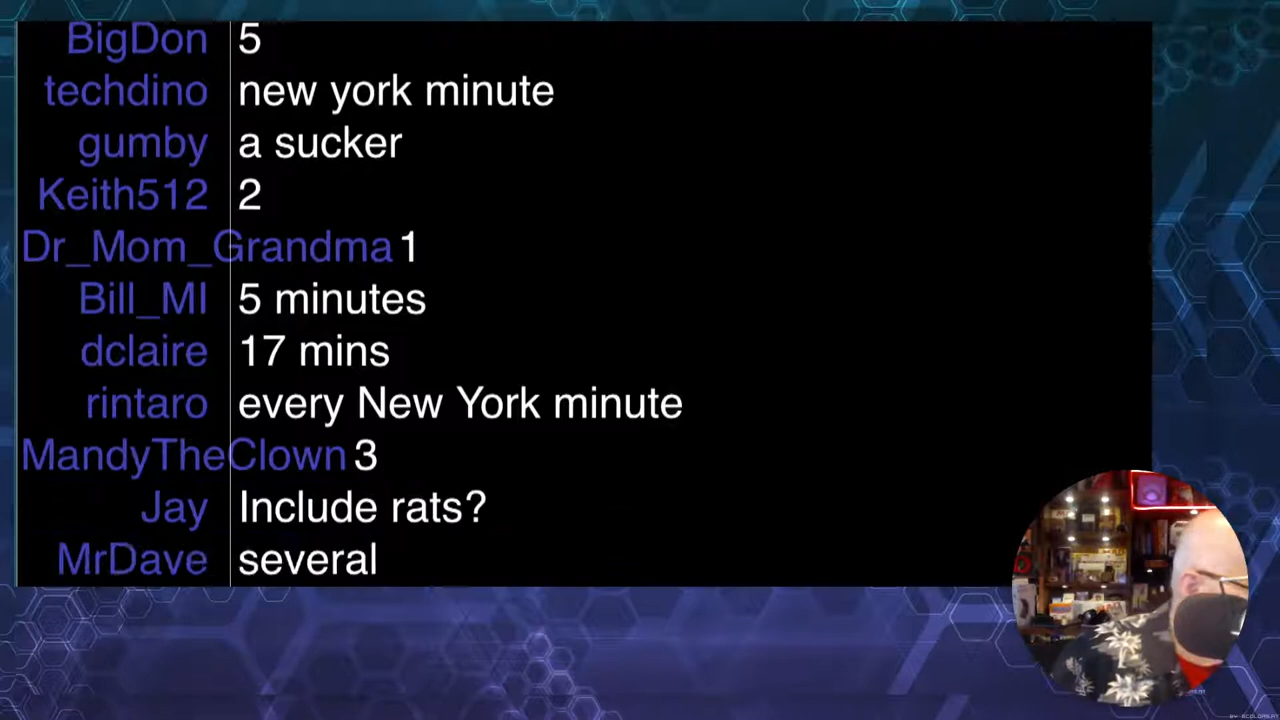 BigDon 5
techdino new york minute
gumby a sucker
Keith512 2
Dr_Mom_Grandma 1
Bill_MI 5 minutes
dclaire 17 mins
rintaro every New York minute
MandyTheClown 3
Jay Include rats?
MrDave several